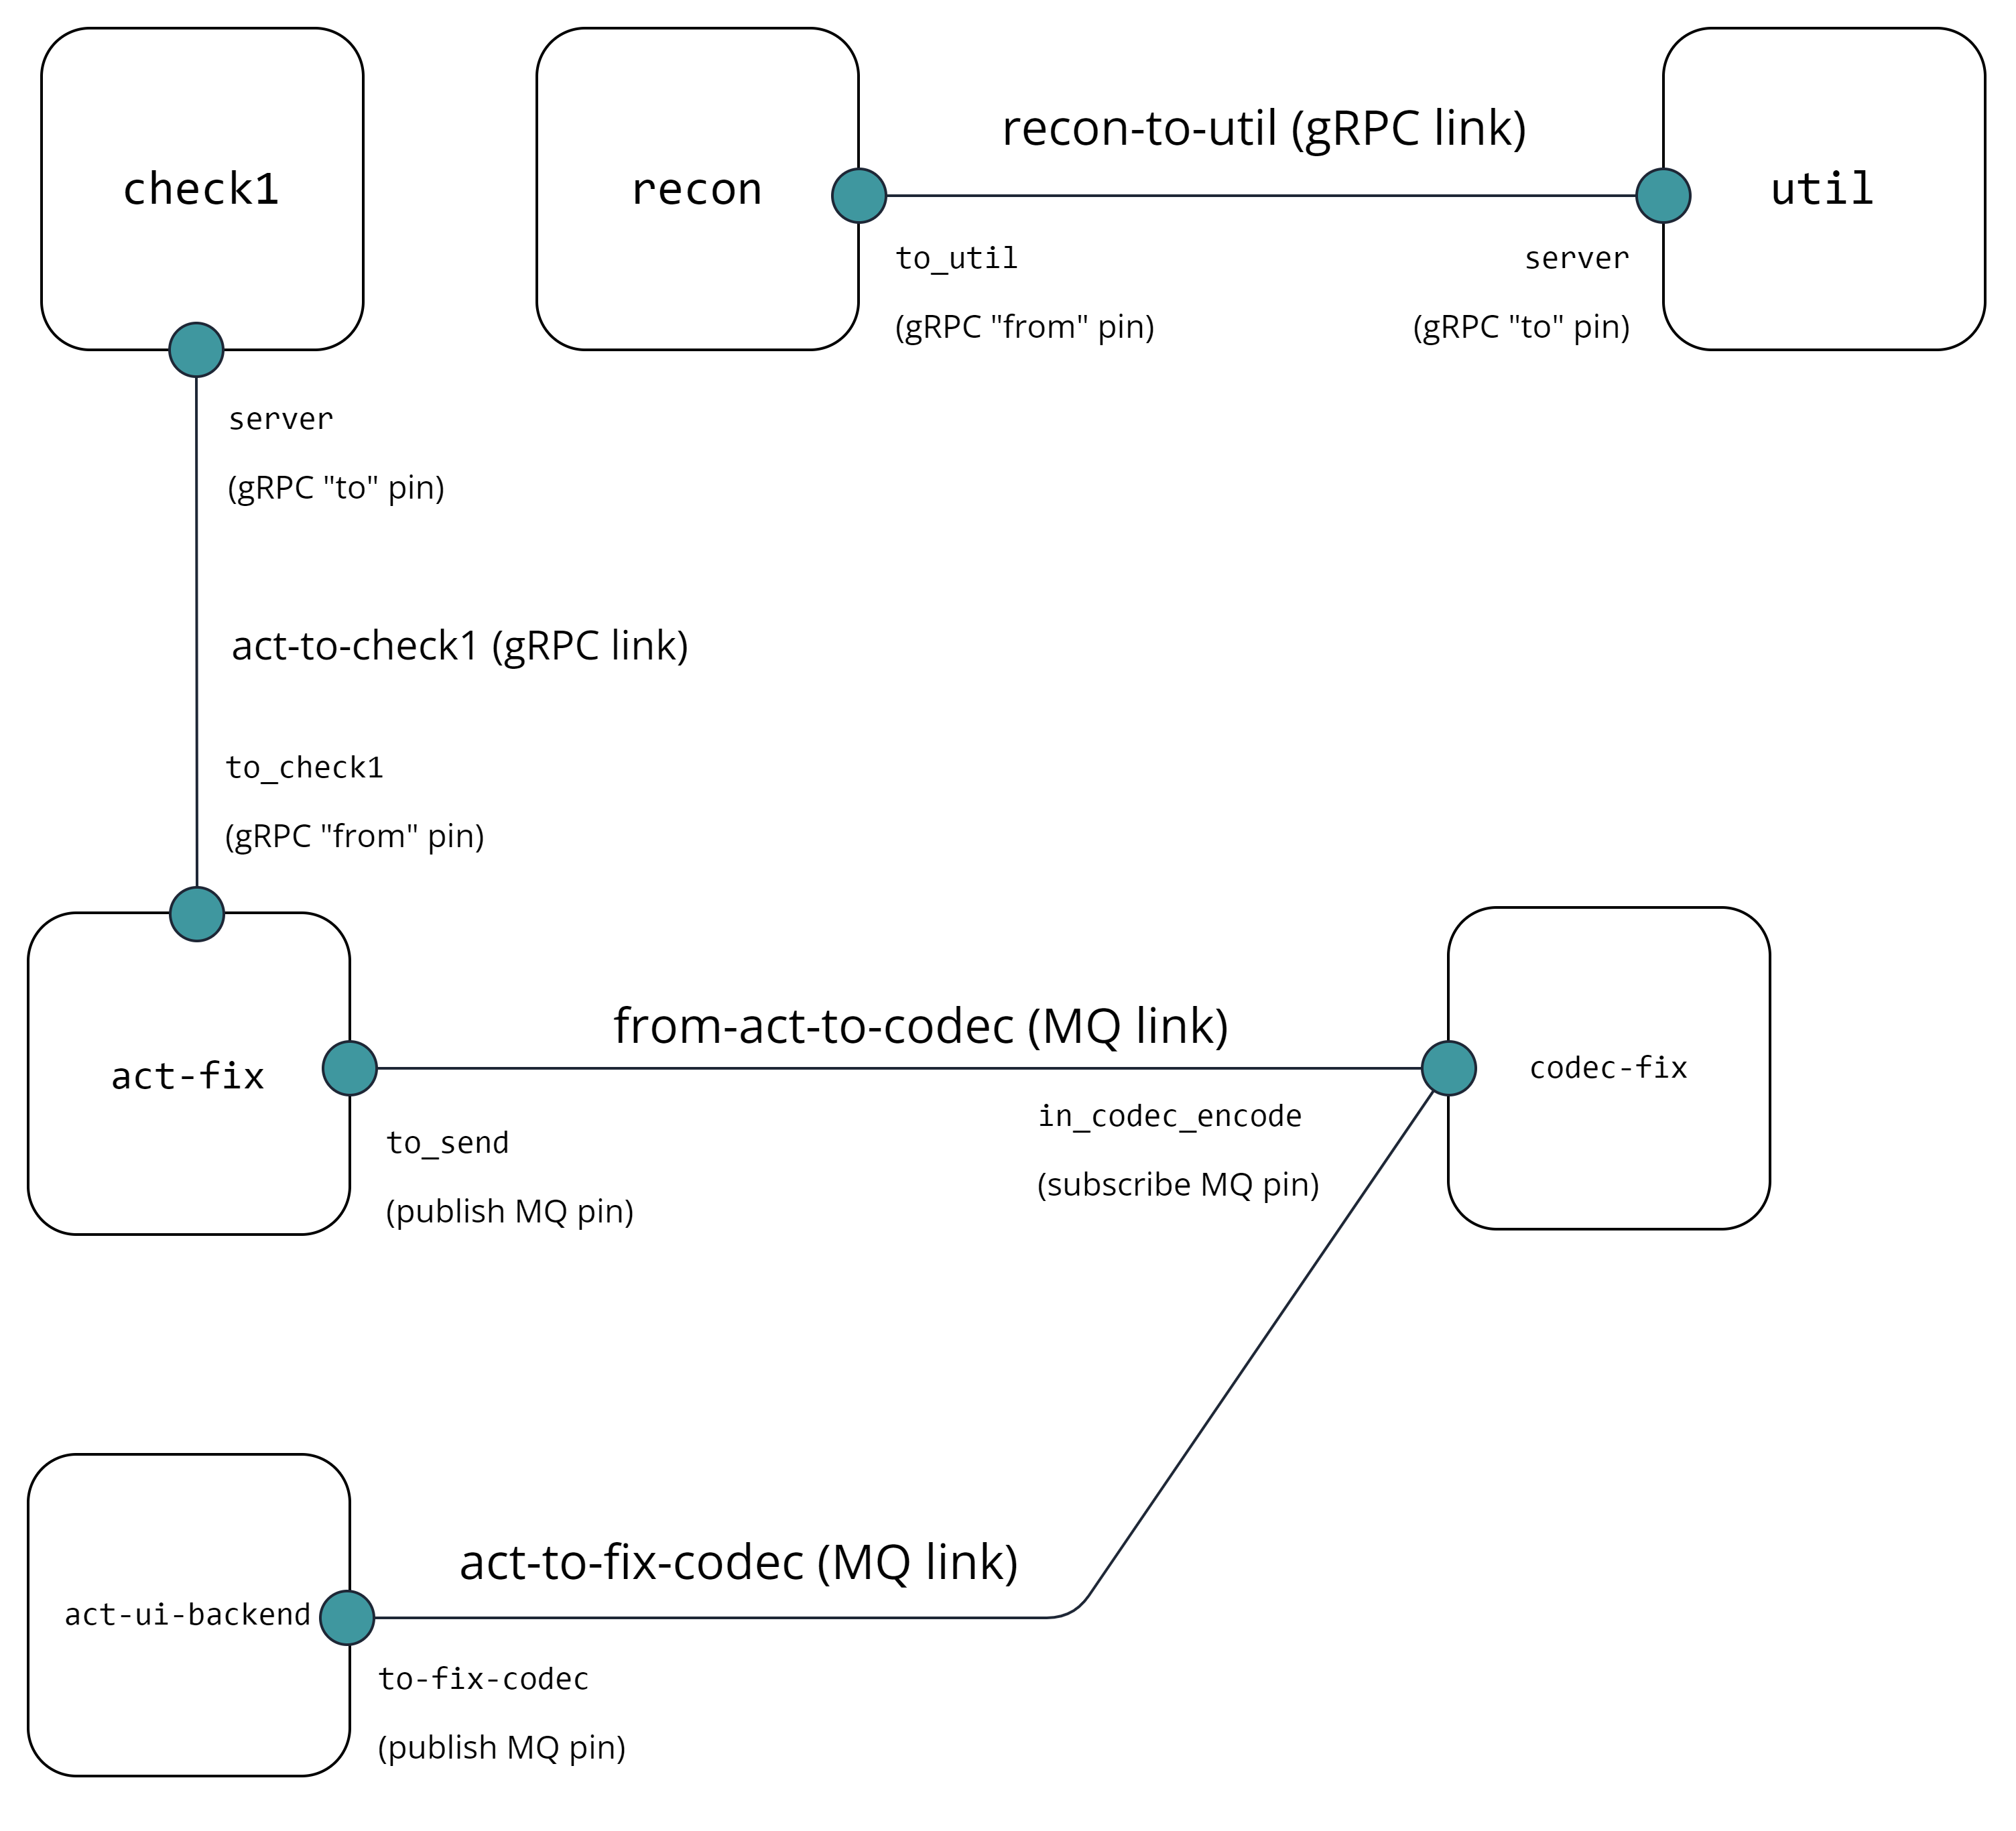 check1
recon
recon-to-util (gRPC link)
util
to_util
(gRPC "from" pin)
server
(gRPC "to" pin)
server
(gRPC "to" pin)
act-to-check1 (gRPC link)
to_check1
(gRPC "from" pin)
act-fix
from-act-to-codec (MQ link)
codec-fix
to_send
(publish MQ pin)
in_codec_encode
(subscribe MQ pin)
act-ui-backend
act-to-fix-codec (MQ link)
to-fix-codec
(publish MQ pin)